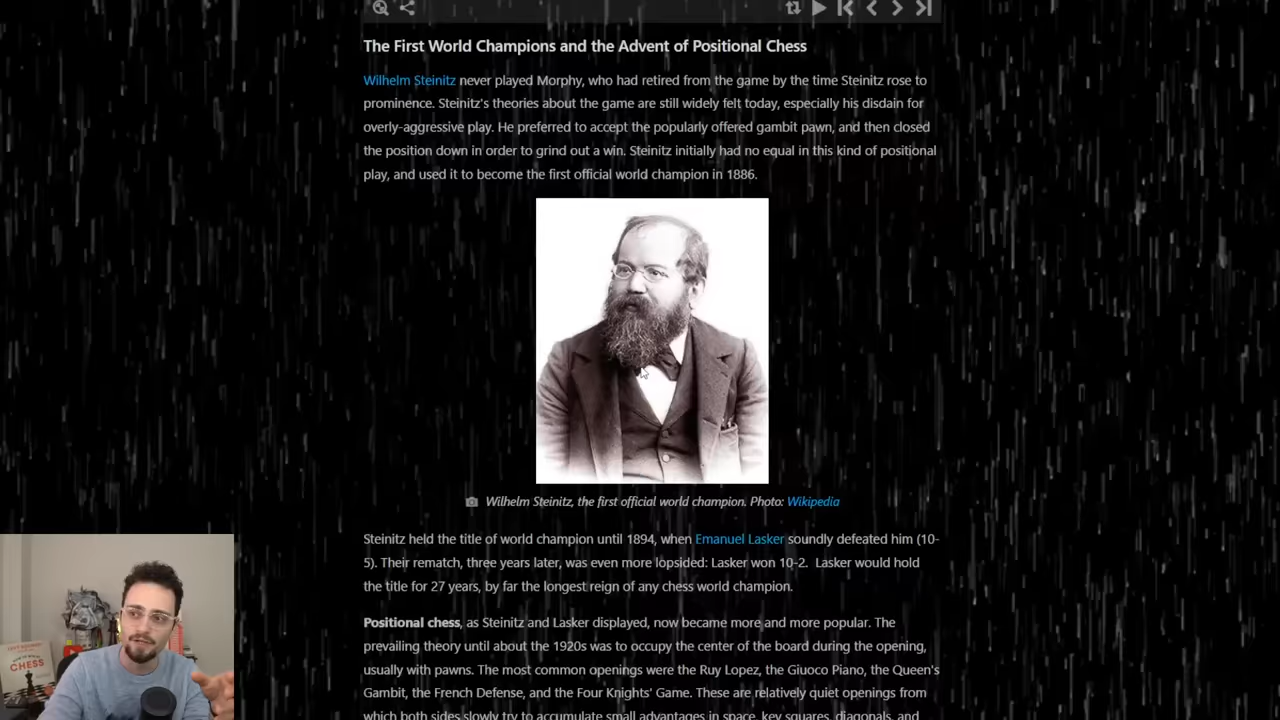 The First World Champions and the Advent of Positional Chess
Wilhelm Steinitz never played Morphy, who had retired from the game by the time Steinitz rose to
prominence. Steinitz's theories about the game are still widely felt today, especially his disdain for
overly-aggressive play. He preferred to accept the popularly offered gambit pawn, and then closed
the position down in order to grind out a win. Steinitz initially had no equal in this kind of positional
play, and used it to become the first official world champion in 1886.
Wilhelm Steinitz, the first official world champion. Photo: Wikipedia
Steinitz held the title of world champion until 1894, when Emanuel Lasker soundly defeated him (10-
5). Their rematch, three years later, was even more lopsided: Lasker won 10-2. Lasker would hold
the title for 27 years, by far the longest reign of any chess world champion.
Positional chess, as Steinitz and Lasker displayed, now became more and more popular. The
prevailing theory until about the 1920s was to occupy the center of the board during the opening,
usually with pawns. The most common openings were the Ruy Lopez, the Giuoco Piano, the Queen's
Gambit, the French Defense, and the Four Knights' Game. These are relatively quiet openings from
which both sides slowly try to accumulate small advantages in space, key squares, diagonals, and
CHESS